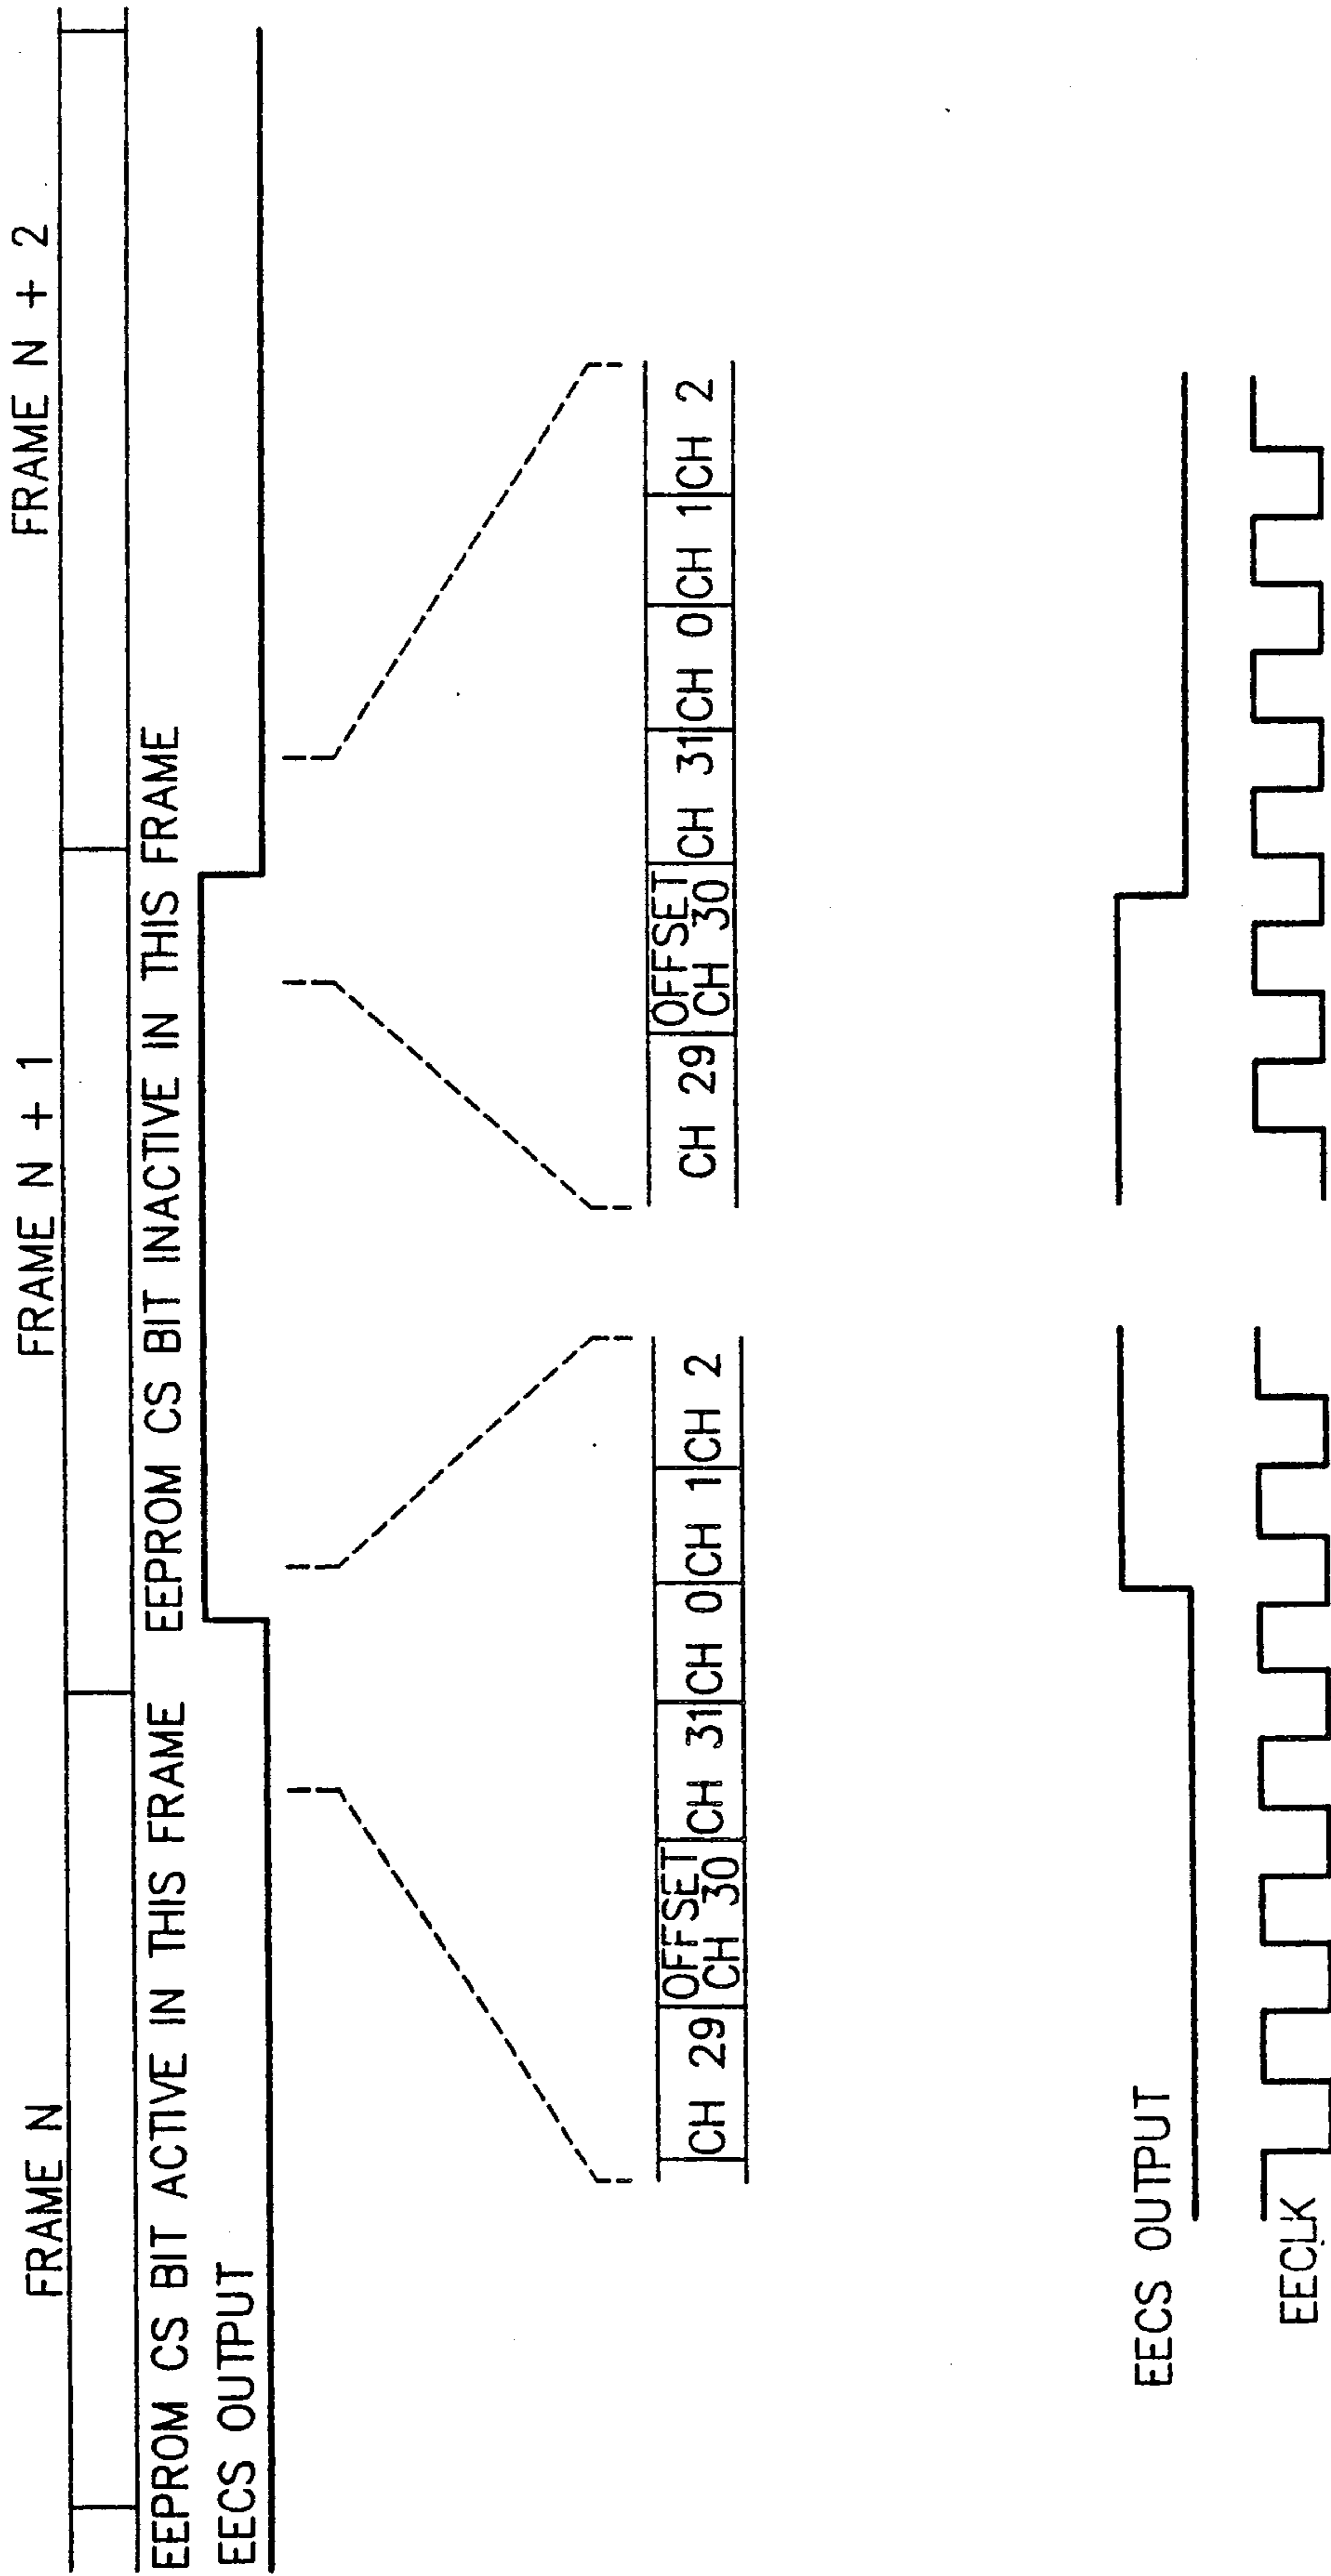 FRAME N
FRAME N + 1
FRAME N + 2
EEPROM CS BIT ACTIVE IN THIS FRAME
EEPROM CS BIT INACTIVE IN THIS FRAME
EECS OUTPUT
CH 29
OFFSET
CH 30
CH 31
CH 0
CH 1
CH 2
CH 29
OFFSET
CH 30
CH 31
CH 0
CH 1
CH 2
EECS OUTPUT
EECLK